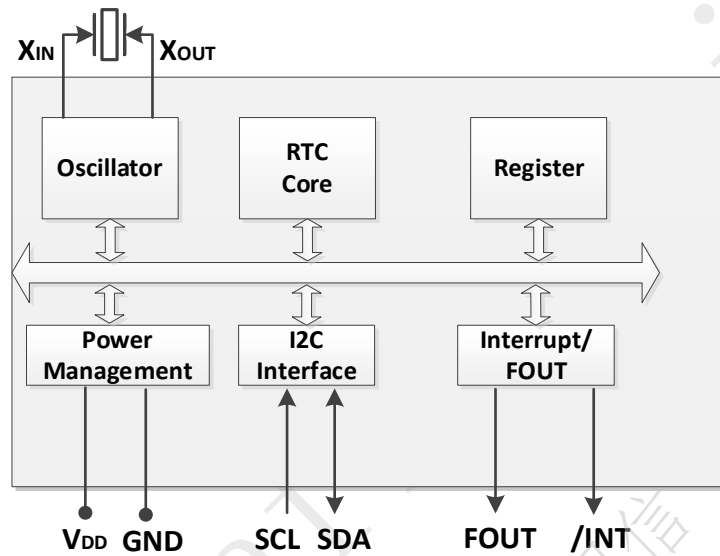 XIN
XOUT
Oscillator
RTC
Core
Register
Power
Management
I2C
Interface
Interrupt/
FOUT
VDD
GND
SCL
SDA
FOUT
/INT